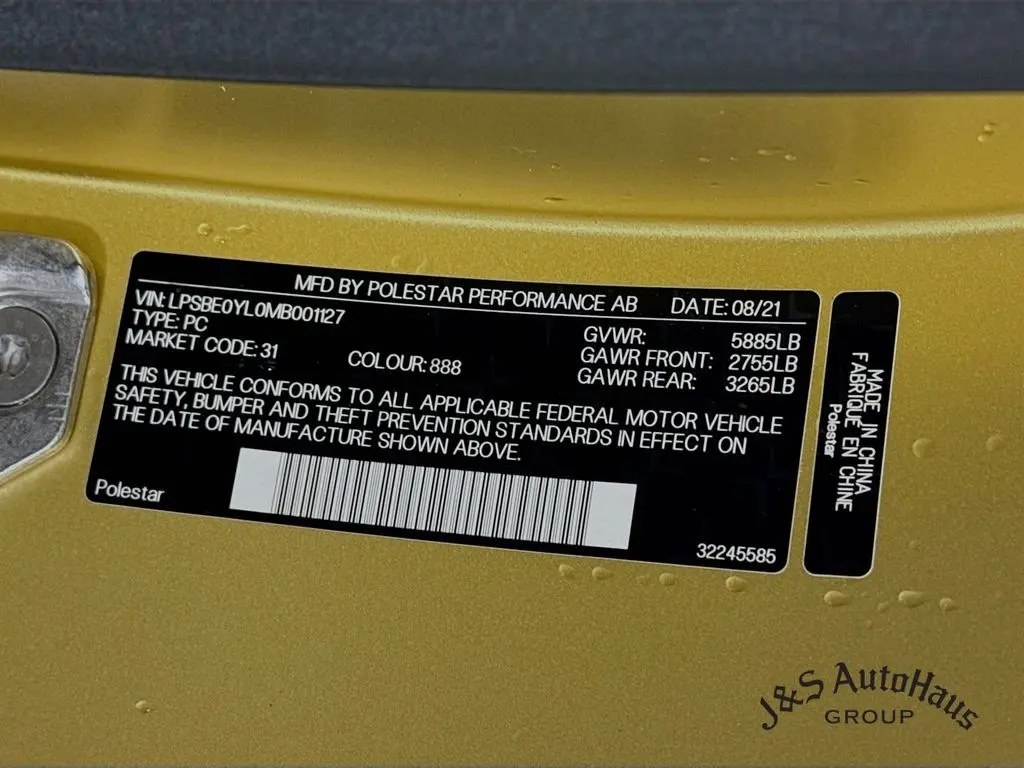 MFD BY POLESTAR PERFORMANCE AB DATE: 08/21
VIN: LPSBE0YL0MB001127
TYPE: PC
MARKET CODE: 31
COLOUR: 888
GVWR: 5885LB
GAWR FRONT: 2755LB
GAWR REAR: 3265LB
THIS VEHICLE CONFORMS TO ALL APPLICABLE FEDERAL MOTOR VEHICLE
SAFETY, BUMPER AND THEFT PREVENTION STANDARDS IN EFFECT ON
THE DATE OF MANUFACTURE SHOWN ABOVE.
Polestar
32245585
MADE IN CHINA
FABRIQUE EN CHINE
Polestar
J&S AutoHaus
GROUP